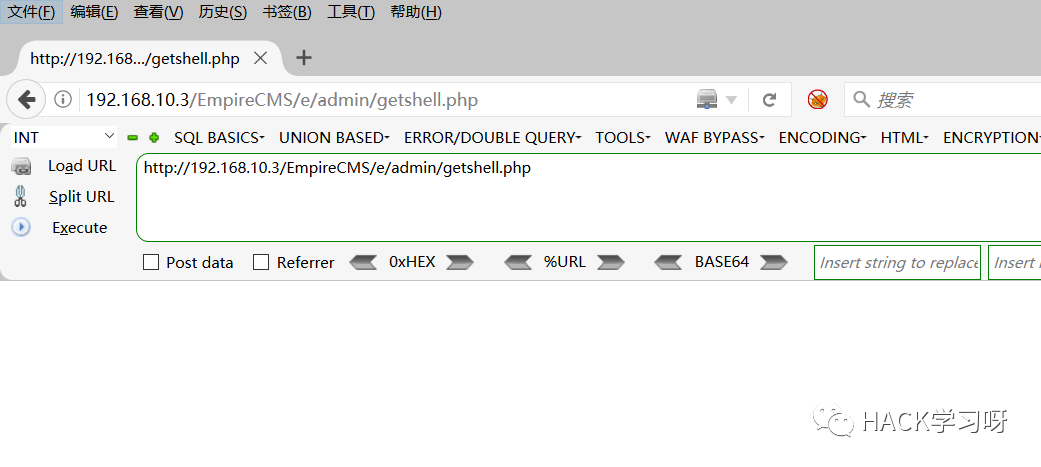 文件(F) 编辑(E) 查看(V) 历史(S) 书签(B) 工具(T) 帮助(H)
http://192.168.../getshell.php
192.168.10.3/EmpireCMS/e/admin/getshell.php 搜索
INT SQL BASICS UNION BASED ERROR/DOUBLE QUERY TOOLS WAF BYPASS ENCODING HTML ENCRYPTION
Load URL http://192.168.10.3/EmpireCMS/e/admin/getshell.php
Split URL
Execute
Post data Referrer 0xHEX %URL BASE64 Insert string to replace Insert
HACK学习呀